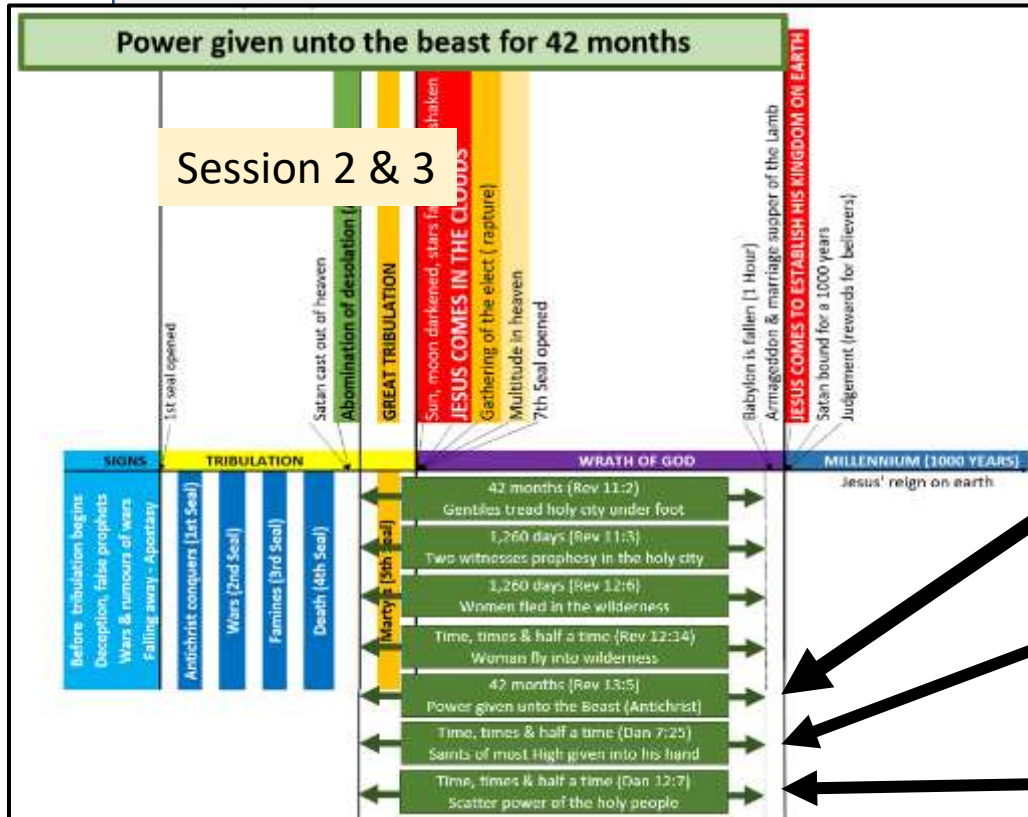 Power given unto the beast for 42 months
Session 2 & 3
1st seal opened
Satan cast out of heaven
Abomination of desolation (
GREAT TRIBULATION
Sun, moon darkened, stars fa shaken
JESUS COMES IN THE CLOUDS
Gathering of the elect ( rapture)
Multitude in heaven
7th Seal opened
Babylon is fallen (1 Hour)
Armageddon & marriage supper of the Lamb
JESUS COMES TO ESTABLISH HIS KINGDOM ON EARTH
Satan bound for a 1000 years
Judgement (rewards for believers)
SIGNS
TRIBULATION
WRATH OF GOD
MILLENNIUM (1000 YEARS)
Jesus' reign on earth
Before tribulation begins
Deception, false prophets
Wars & rumours of wars
Falling away - Apostasy
Antichrist conquers (1st Seal)
Wars (2nd Seal)
Famines (3rd Seal)
Death (4th Seal)
(5th Seal)
42 months (Rev 11:2)
Gentiles tread holy city under foot
1,260 days (Rev 11:3)
Two witnesses prophesy in the holy city
1,260 days (Rev 12:6)
Women fled in the wilderness
Time, times & half a time (Rev 12:14)
Woman fly into wilderness
42 months (Rev 13:5)
Power given unto the Beast (Antichrist)
Time, times & half a time (Dan 7:25)
Saints of most High given into his hand
Time, times & half a time (Dan 12:7)
Scatter power of the holy people